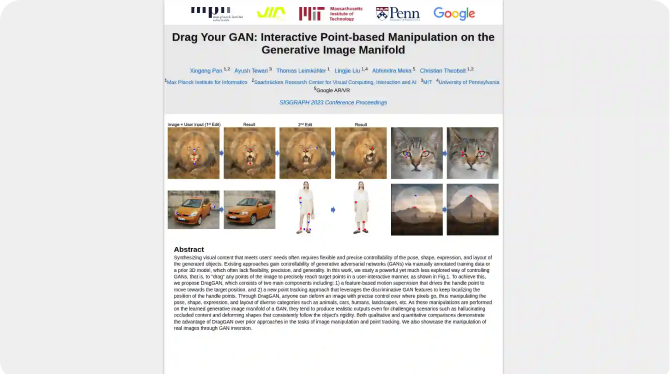 mpn
VIA
Massachusetts
Institute of
Technology
Penn
Google
Drag Your GAN: Interactive Point-based Manipulation on the
Generative Image Manifold
Xingang Pan 1,2 Ayush Tewari 3 Thomas Leimkühler 1 Lingjie Liu 1,4 Abhimitra Meka 5 Christian Theobalt 1,2
1Max Planck Institute for Informatics 2Saarbrücken Research Center for Visual Computing, Interaction and AI 3MIT 4University of Pennsylvania
5Google AR/VR
SIGGRAPH 2023 Conference Proceedings
Image + User Input (1st Edit) Result 2nd Edit Result
Abstract
Synthesizing visual content that meets users' needs often requires flexible and precise controllability of the pose, shape, expression, and layout of
the generated objects. Existing approaches gain controllability of generative adversarial networks (GANs) via manually annotated training data or
a prior 3D model, which often lack flexibility, precision, and generality. In this work, we study a powerful yet much less explored way of controlling
GANs, that is, to "drag" any points of the image to precisely reach target points in a user-interactive manner, as shown in Fig.1. To achieve this,
we propose DragGAN, which consists of two main components including: 1) a feature-based motion supervision that drives the handle point to
move towards the target position, and 2) a new point tracking approach that leverages the discriminative GAN features to keep localizing the
position of the handle points. Through DragGAN, anyone can deform an image with precise control over where pixels go, thus manipulating the
pose, shape, expression, and layout of diverse categories such as animals, cars, humans, landscapes, etc. As these manipulations are performed
on the learned generative image manifold of a GAN, they tend to produce realistic outputs even for challenging scenarios such as hallucinating
occluded content and deforming shapes that consistently follow the object's rigidity. Both qualitative and quantitative comparisons demonstrate
the advantage of DragGAN over prior approaches in the tasks of image manipulation and point tracking. We also showcase the manipulation of
real images through GAN inversion.